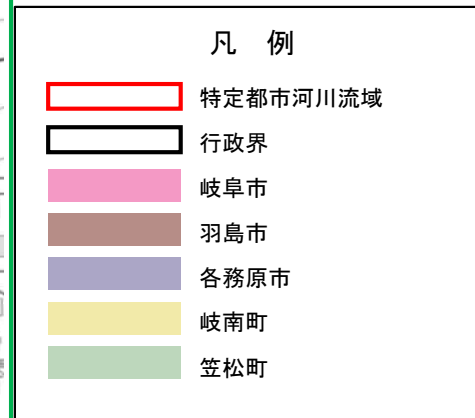 凡 例
特定都市河川流域
行政界
岐阜市
羽島市
各務原市
岐南町
笠松町